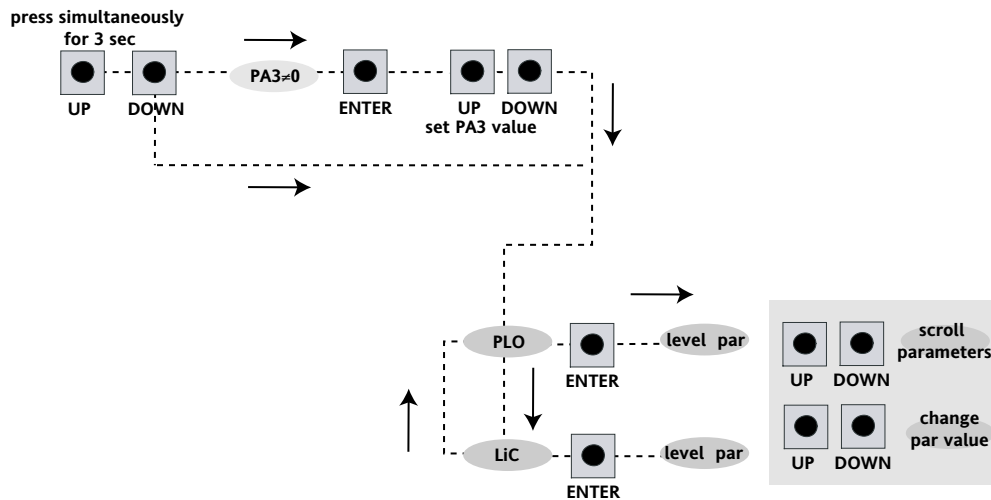 press simultaneously
for 3 sec
PA3≠0
UP
DOWN
ENTER
UP
DOWN
set PA3 value
PLO
ENTER
level par
UP
DOWN
scroll
parameters
LiC
ENTER
level par
UP
DOWN
change
par value